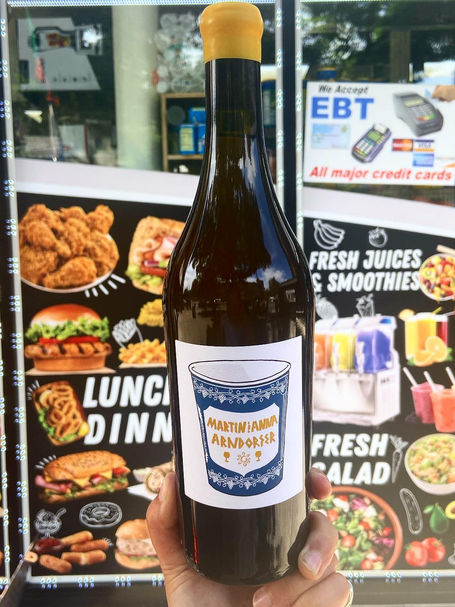 We Accept
EBT
All major credit cards
FRESH JUICES
& SMOOTHIES
LUNCH
DINN
MARTIN & ANNA
ARNDORFER
FRESH
SALAD